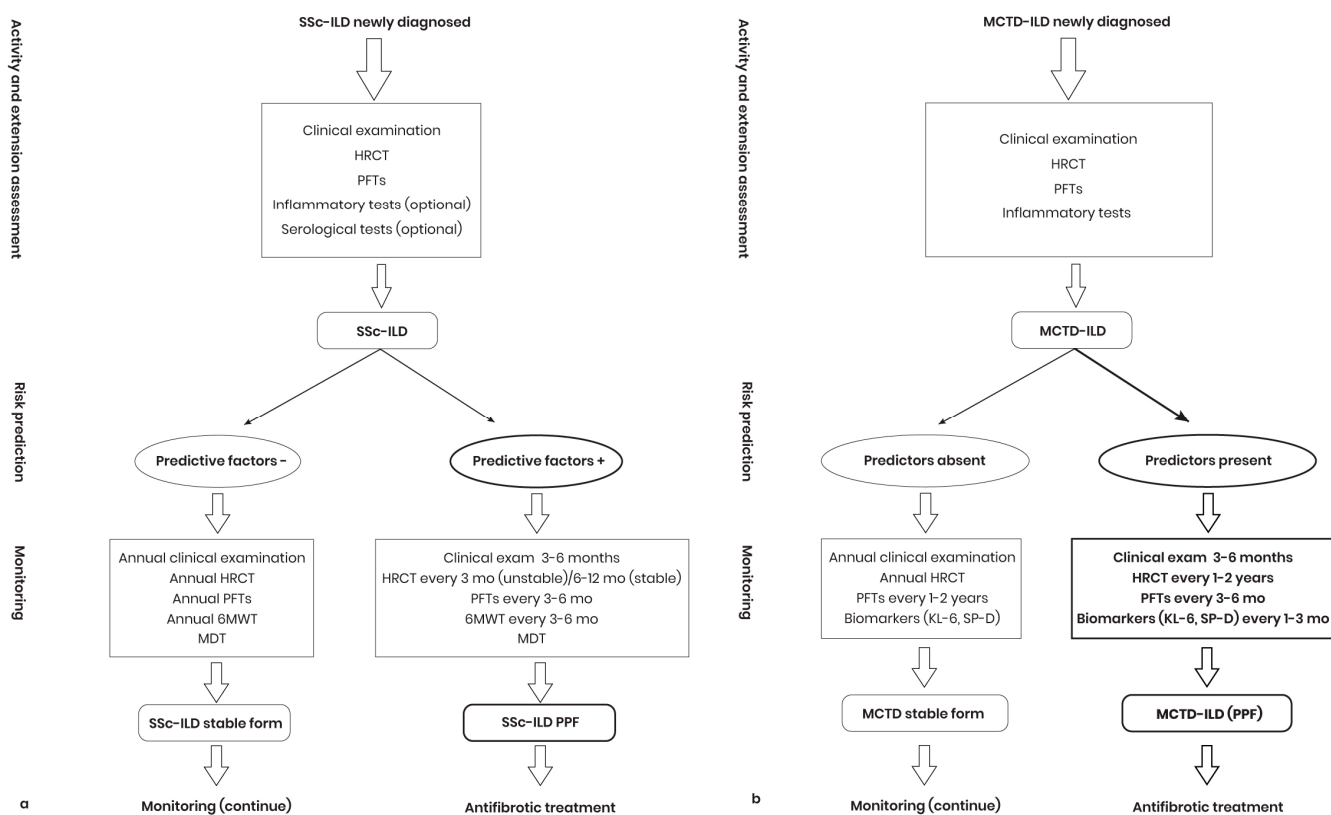 SSc-ILD newly diagnosed
Activity and extension assessment
Clinical examination
HRCT
PFTs
Inflammatory tests (optional)
Serological tests (optional)
SSc-ILD
Risk prediction
Predictive factors -
Predictive factors +
Monitoring
Annual clinical examination
Annual HRCT
Annual PFTs
Annual 6MWT
MDT
Clinical exam 3-6 months
HRCT every 3 mo (unstable)/6-12 mo (stable)
PFTs every 3-6 mo
6MWT every 3-6 mo
MDT
SSc-ILD stable form
SSc-ILD PPF
Monitoring (continue)
Antifibrotic treatment
a
MCTD-ILD newly diagnosed
Activity and extension assessment
Clinical examination
HRCT
PFTs
Inflammatory tests
MCTD-ILD
Risk prediction
Predictors absent
Predictors present
Monitoring
Annual clinical examination
Annual HRCT
PFTs every 1-2 years
Biomarkers (KL-6, SP-D)
Clinical exam 3-6 months
HRCT every 1-2 years
PFTs every 3-6 mo
Biomarkers (KL-6, SP-D) every 1-3 mo
MCTD stable form
MCTD-ILD (PPF)
Monitoring (continue)
Antifibrotic treatment
b